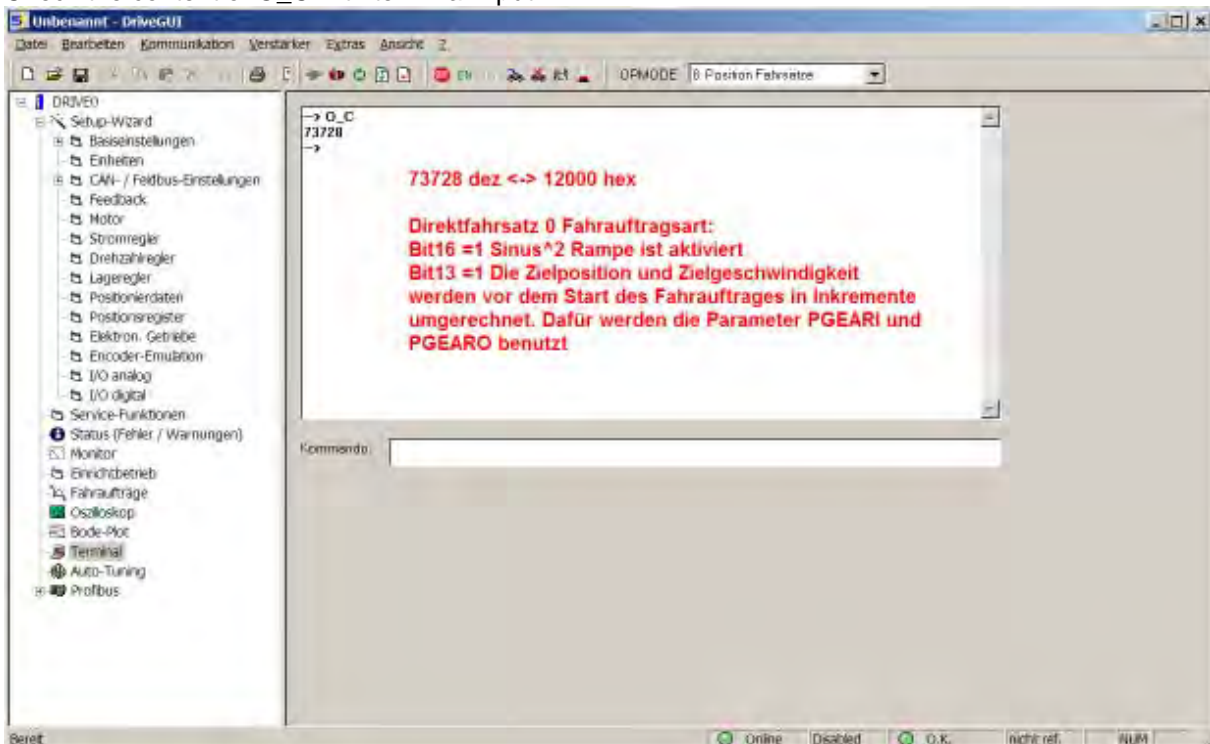 Unbenannt - DriveGUI
Datei Bearbeiten Kommunikation Verstärker Extras Ansicht ?
OPMODE 8 Position Fahrsätze
DRIVE0
Setup-Wizard
Basiseinstellungen
Einheiten
CAN- / Feldbus-Einstellungen
Feedback
Motor
Stromregler
Drehzahlregler
Lageregler
Positionierdaten
Positionsregister
Elektron. Getriebe
Encoder-Emulation
I/O analog
I/O digital
Service-Funktionen
Status (Fehler / Warnungen)
Monitor
Einrichtbetrieb
Fahraufträge
Oszilloskop
Bode-Plot
Terminal
Auto-Tuning
Profibus
--> O_C
73728
-->
73728 dez <-> 12000 hex
Direktfahrsatz 0 Fahrauftragsart:
Bit16 =1 Sinus^2 Rampe ist aktiviert
Bit13 =1 Die Zielposition und Zielgeschwindigkeit
werden vor dem Start des Fahrauftrages in Inkremente
umgerechnet. Dafür werden die Parameter PGEARI und
PGEARO benutzt
Kommando:
Bereit Online Disabled O.K. nicht ref. NUM